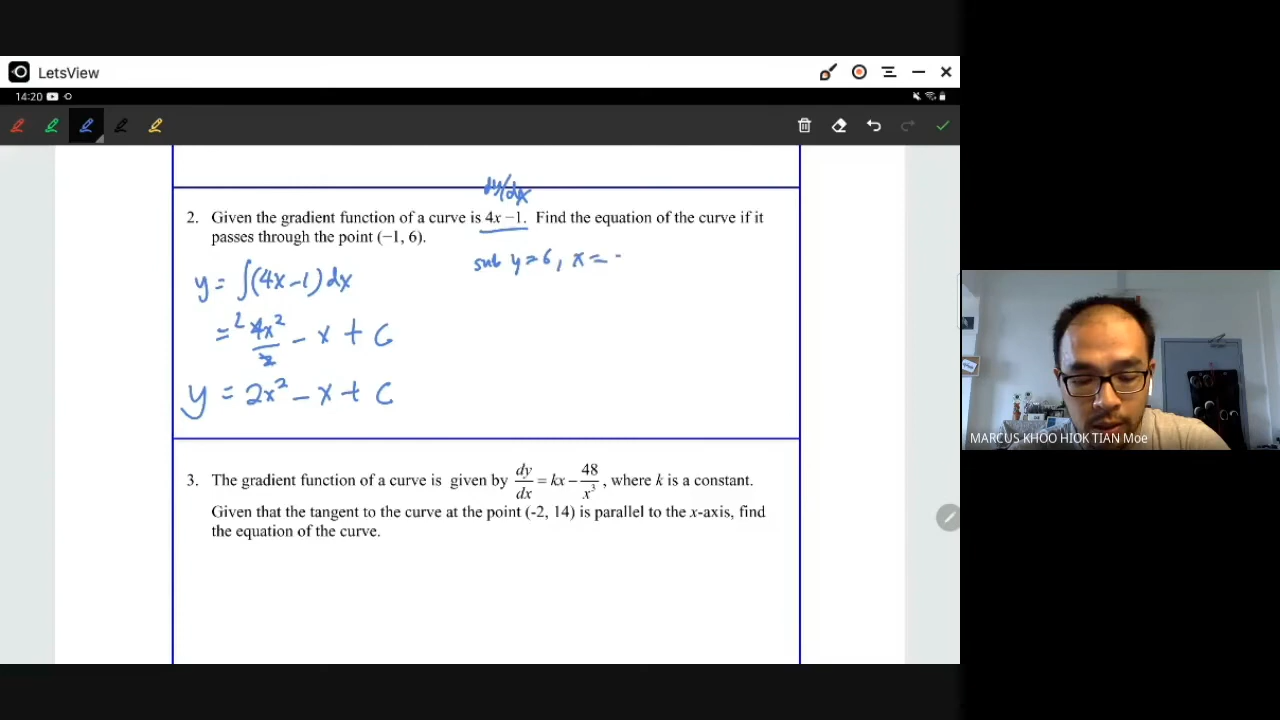 LetsView
14:20
dy/dx
2. Given the gradient function of a curve is 4x −1. Find the equation of the curve if it
passes through the point (−1, 6).
sub y = 6, x = -
y = ∫(4x − 1) dx
= 2 4x²/2 − x + C
y = 2x² − x + C
3. The gradient function of a curve is given by dy/dx = kx − 48/x³, where k is a constant.
Given that the tangent to the curve at the point (-2, 14) is parallel to the x-axis, find
the equation of the curve.
MARCUS KHOO HIOK TIAN Moe